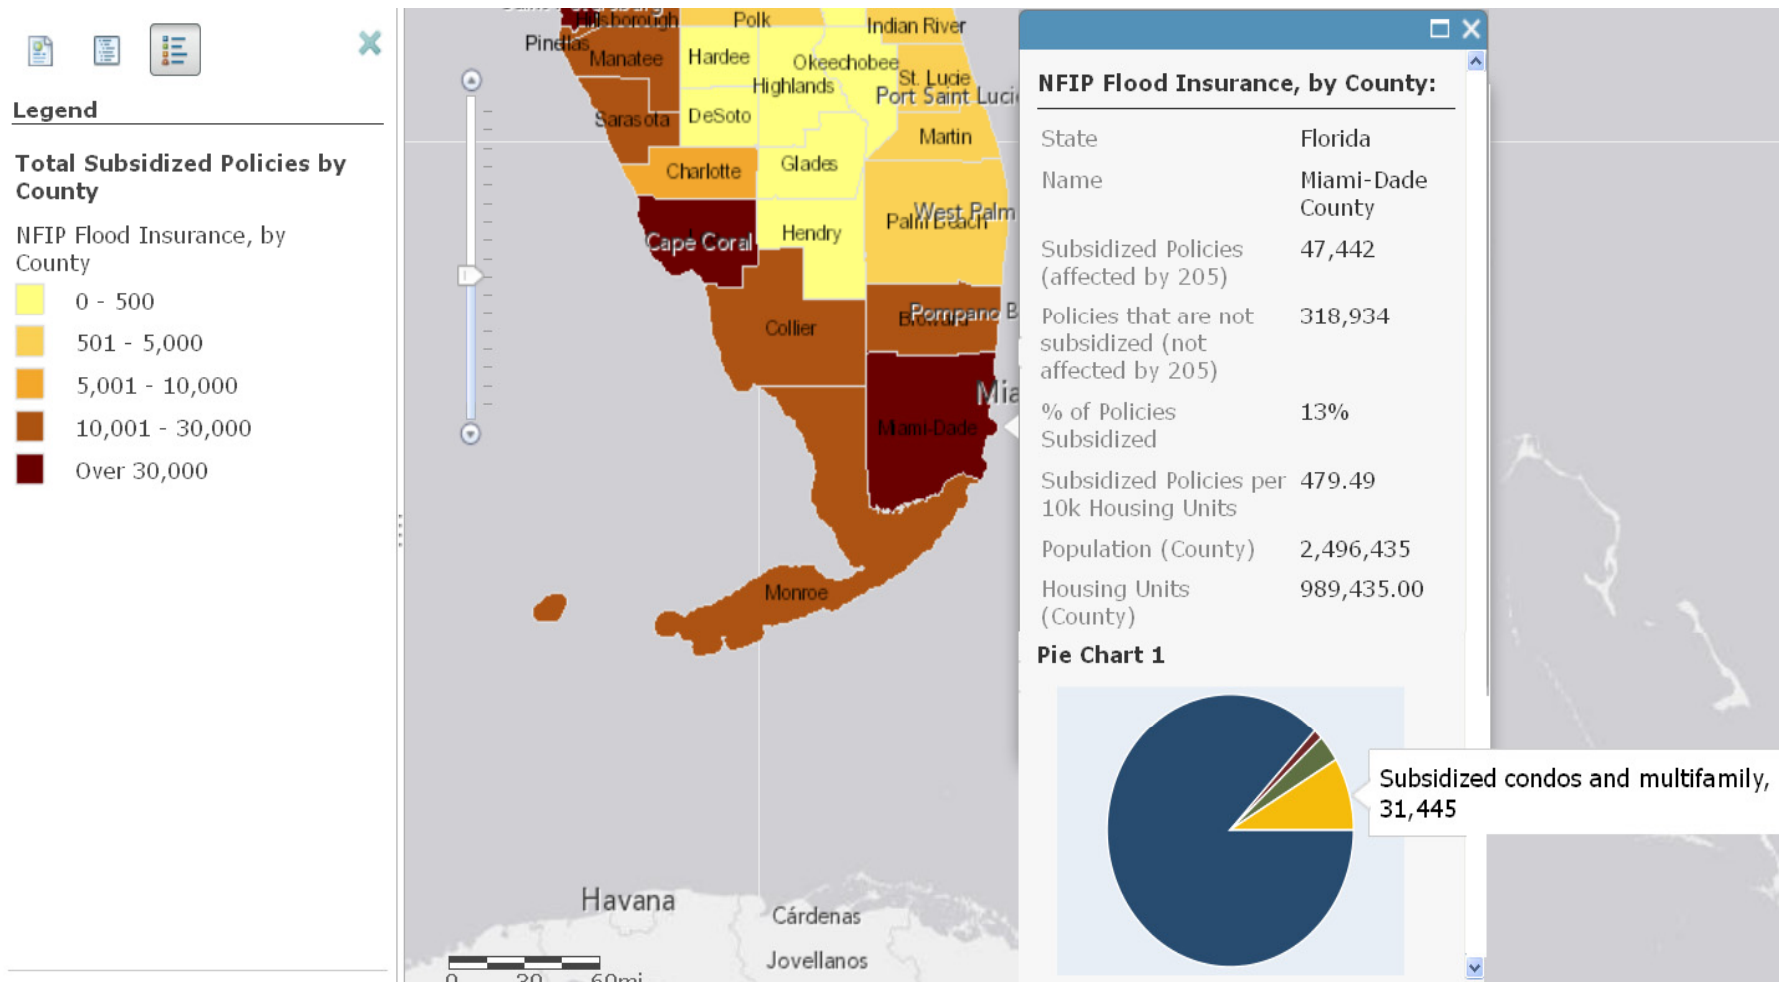 Legend
Total Subsidized Policies by
County
NFIP Flood Insurance, by
County
0 - 500
501 - 5,000
5,001 - 10,000
10,001 - 30,000
Over 30,000
Hillsborough
Polk
Indian River
Pinellas
Manatee
Hardee
Okeechobee
Highlands
St. Lucie
Port Saint Luci
Sarasota
DeSoto
Martin
Charlotte
Glades
West Palm
Palm Beach
Cape Coral
Hendry
Collier
Pompano B
Broward
Mia
Miami-Dade
Monroe
Havana
Cárdenas
Jovellanos
0 30 60mi
NFIP Flood Insurance, by County:
State Florida
Name Miami-Dade
County
Subsidized Policies 47,442
(affected by 205)
Policies that are not 318,934
subsidized (not
affected by 205)
% of Policies 13%
Subsidized
Subsidized Policies per 479.49
10k Housing Units
Population (County) 2,496,435
Housing Units 989,435.00
(County)
Pie Chart 1
Subsidized condos and multifamily,
31,445